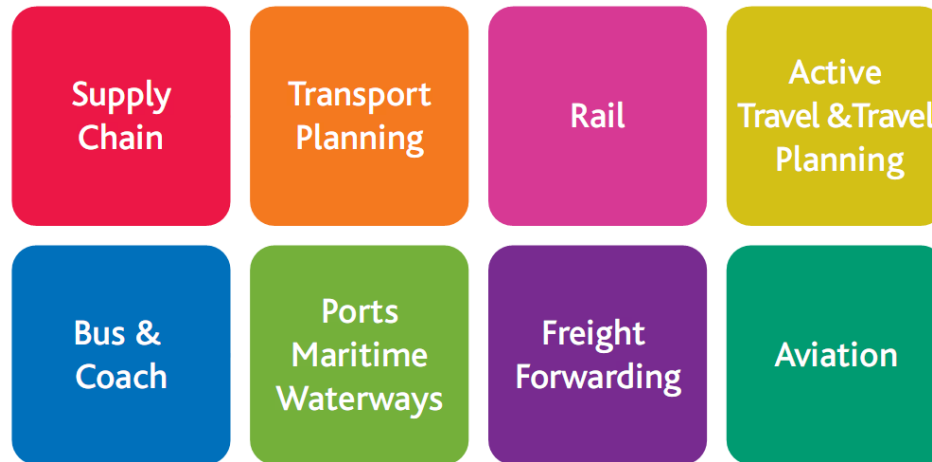 Supply
Chain
Transport
Planning
Rail
Active
Travel &Travel
Planning
Bus &
Coach
Ports
Maritime
Waterways
Freight
Forwarding
Aviation